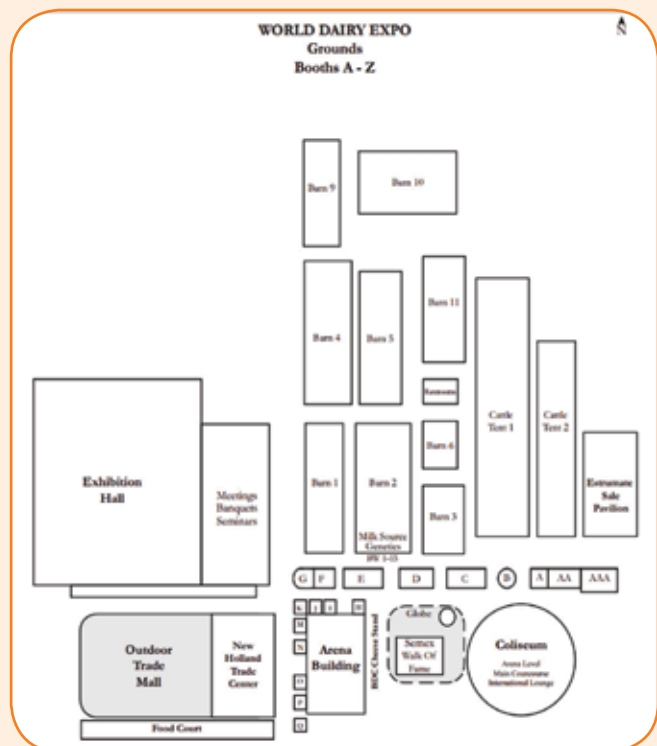 WORLD DAIRY EXPO
Grounds
Booths A - Z
N
Barn 9
Barn 10
Barn 11
Barn 4
Barn 5
Cattle
Tent 1
Cattle
Tent 2
Barn 6
Exhibition
Hall
Meetings
Banquets
Seminars
Barn 1
Barn 2
Barn 3
Estrumate
Sale
Pavilion
Milk Source
Genetics
G
F
E
D
C
B
A
AA
AAA
K
J
I
H
M
N
O
P
Q
Globe
Semex
Walk Of
Fame
BDC Cheese Stand
Arena
Building
Coliseum
Arena Level
Main Concourse
International Lounge
Outdoor
Trade
Mall
New
Holland
Trade
Center
Food Court